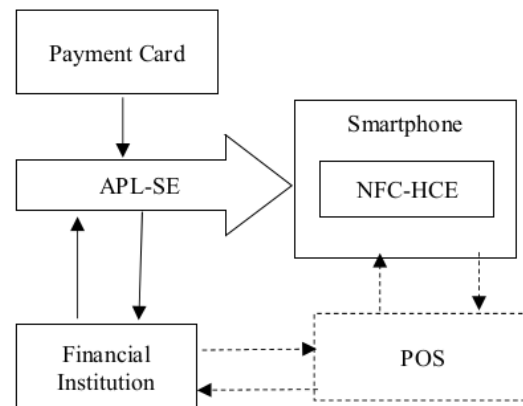 Payment Card
Smartphone
APL-SE
NFC-HCE
Financial
Institution
POS